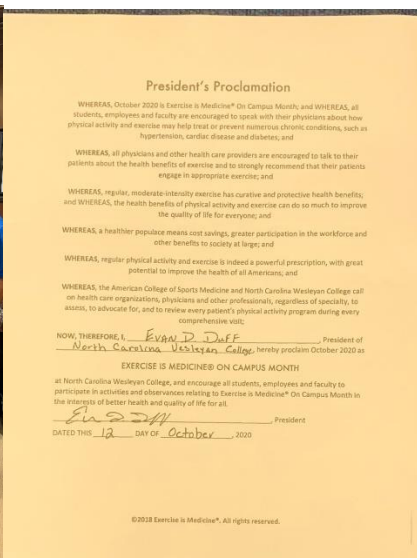 President's Proclamation
WHEREAS, October 2020 is Exercise is Medicine® On Campus Month; and WHEREAS, all
students, employees and faculty are encouraged to speak with their physicians about how
physical activity and exercise may help treat or prevent numerous chronic conditions, such as
hypertension, cardiac disease and diabetes; and
WHEREAS, all physicians and other health care providers are encouraged to talk to their
patients about the health benefits of exercise and to strongly recommend that their patients
engage in appropriate exercise; and
WHEREAS, regular, moderate-intensity exercise has curative and protective health benefits;
and WHEREAS, the health benefits of physical activity and exercise can do so much to improve
the quality of life for everyone; and
WHEREAS, a healthier populace means cost savings, greater participation in the workforce and
other benefits to society at large; and
WHEREAS, regular physical activity and exercise is indeed a powerful prescription, with great
potential to improve the health of all Americans; and
WHEREAS, the American College of Sports Medicine and North Carolina Wesleyan College call
on health care organizations, physicians and other professionals, regardless of specialty, to
assess, to advocate for, and to review every patient's physical activity program during every
comprehensive visit;
NOW, THEREFORE, I, EVAN D. DUFF, President of
North Carolina Wesleyan College, hereby proclaim October 2020 as
EXERCISE IS MEDICINE® ON CAMPUS MONTH
at North Carolina Wesleyan College, and encourage all students, employees and faculty to
participate in activities and observances relating to Exercise is Medicine® On Campus Month in
the interests of better health and quality of life for all.
, President
DATED THIS 12 DAY OF October, 2020
©2018 Exercise is Medicine®. All rights reserved.